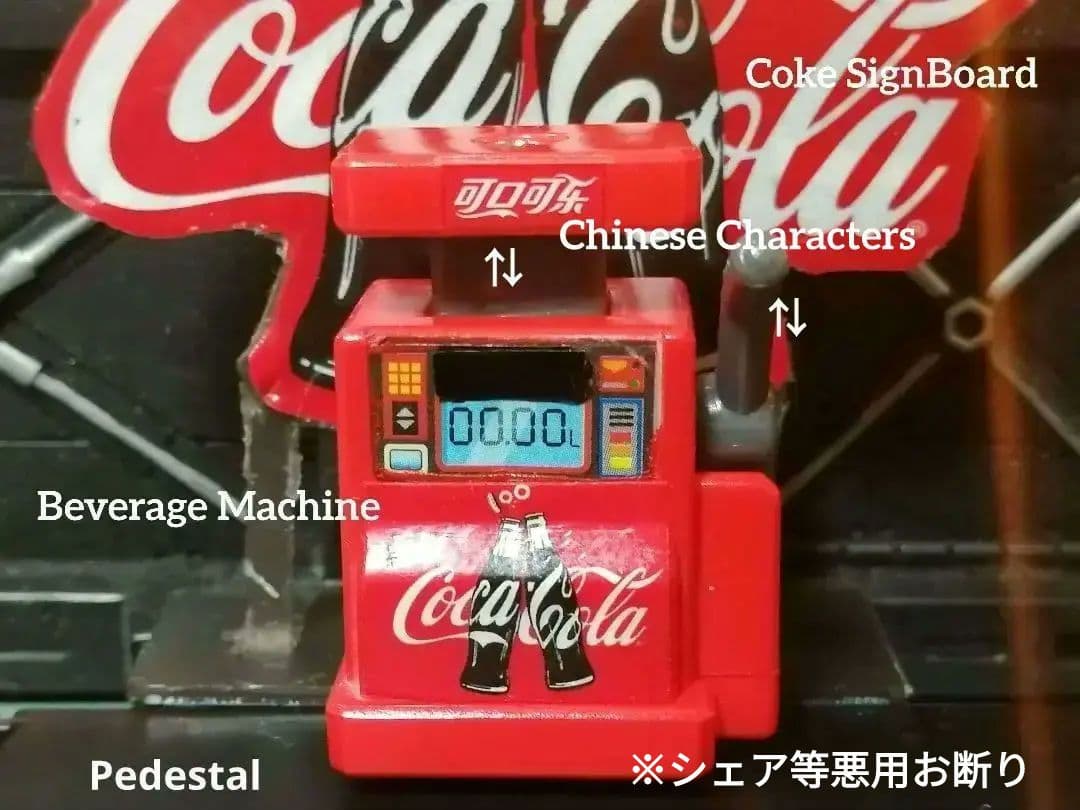 Coca-Cola
Coke SignBoard
可口可乐
Chinese Characters
⇅
⇅
00.00L
Beverage Machine
Coca-Cola
Pedestal
※シェア等悪用お断り